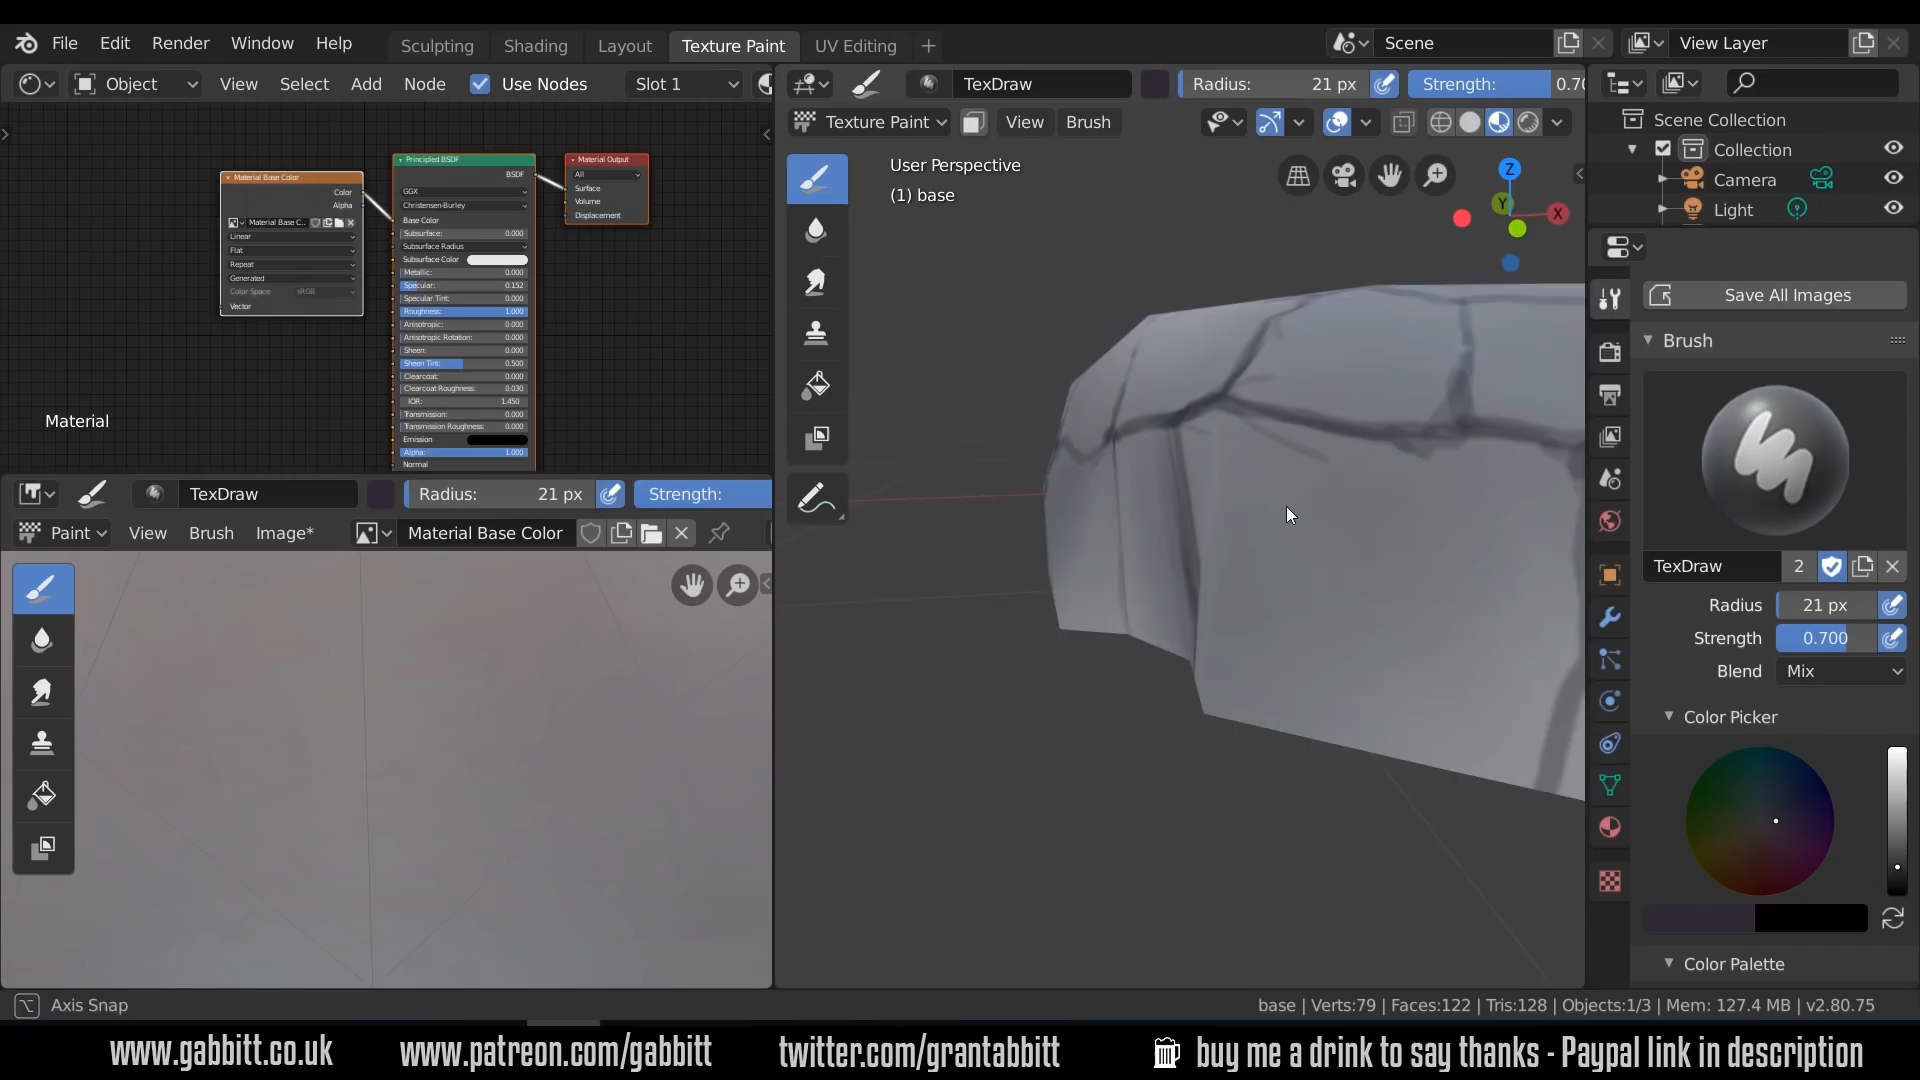 File Edit Render Window Help Sculpting Shading Layout Texture Paint UV Editing Scene View Layer
Object View Select Add Node Use Nodes Slot 1
TexDraw Radius: 21 px Strength: 0.70
Texture Paint View Brush
Scene Collection
Collection
Camera
Light
User Perspective
(1) base
Z
Y
X
Material Base Color
Color
Alpha
Material Base C..
Linear
Flat
Repeat
Generated
Color Space sRGB
Vector
Principled BSDF
BSDF
GGX
Christensen-Burley
Base Color
Subsurface: 0.000
Subsurface Radius
Subsurface Color
Metallic: 0.000
Specular: 0.152
Specular Tint: 0.000
Roughness: 1.000
Anisotropic: 0.000
Anisotropic Rotation: 0.000
Sheen: 0.000
Sheen Tint: 0.500
Clearcoat: 0.000
Clearcoat Roughness: 0.030
IOR: 1.450
Transmission: 0.000
Transmission Roughness: 0.000
Emission
Alpha: 1.000
Normal
Material Output
All
Surface
Volume
Displacement
Material
TexDraw Radius: 21 px Strength:
Paint View Brush Image* Material Base Color
Save All Images
Brush
TexDraw 2
Radius 21 px
Strength 0.700
Blend Mix
Color Picker
Color Palette
Axis Snap
base | Verts:79 | Faces:122 | Tris:128 | Objects:1/3 | Mem: 127.4 MB | v2.80.75
www.gabbitt.co.uk www.patreon.com/gabbitt twitter.com/grantabbitt buy me a drink to say thanks - Paypal link in description